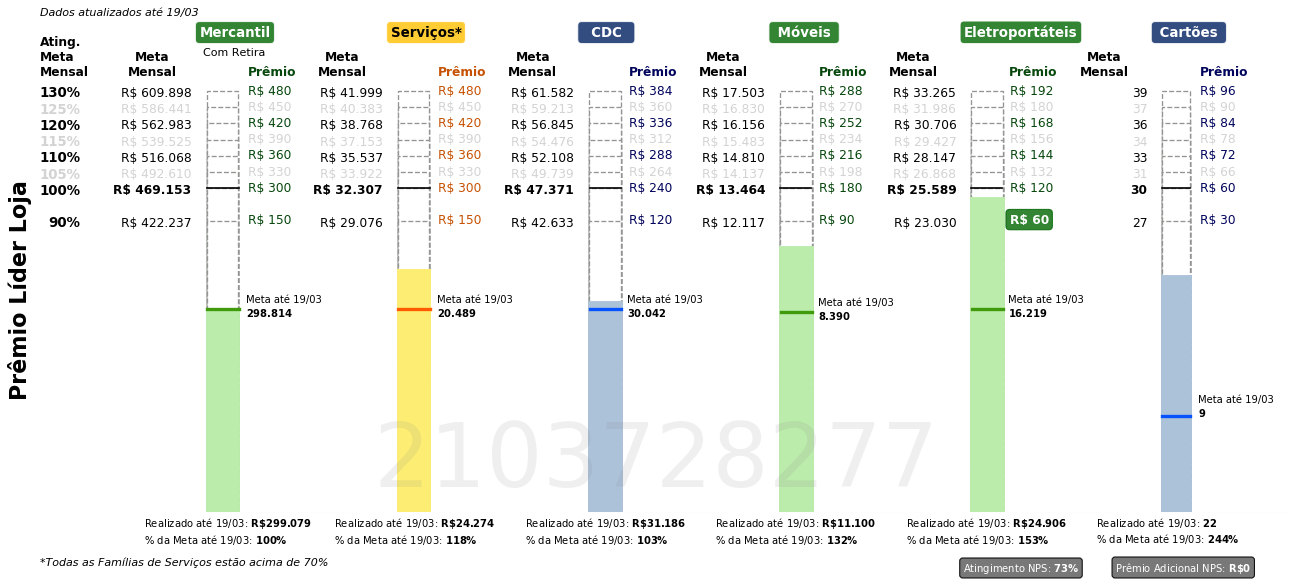 Dados atualizados até 19/03
Mercantil Serviços* CDC Móveis Eletroportáteis Cartões
Com Retira
Ating. Meta Mensal
Meta Mensal Prêmio Meta Mensal Prêmio Meta Mensal Prêmio Meta Mensal Prêmio Meta Mensal Prêmio Meta Mensal Prêmio
130% R$ 609.898 R$ 480 R$ 41.999 R$ 480 R$ 61.582 R$ 384 R$ 17.503 R$ 288 R$ 33.265 R$ 192 39 R$ 96
125% R$ 586.441 R$ 450 R$ 40.383 R$ 450 R$ 59.213 R$ 360 R$ 16.830 R$ 270 R$ 31.986 R$ 180 37 R$ 90
120% R$ 562.983 R$ 420 R$ 38.768 R$ 420 R$ 56.845 R$ 336 R$ 16.156 R$ 252 R$ 30.706 R$ 168 36 R$ 84
115% R$ 539.525 R$ 390 R$ 37.153 R$ 390 R$ 54.476 R$ 312 R$ 15.483 R$ 234 R$ 29.427 R$ 156 34 R$ 78
110% R$ 516.068 R$ 360 R$ 35.537 R$ 360 R$ 52.108 R$ 288 R$ 14.810 R$ 216 R$ 28.147 R$ 144 33 R$ 72
105% R$ 492.610 R$ 330 R$ 33.922 R$ 330 R$ 49.739 R$ 264 R$ 14.137 R$ 198 R$ 26.868 R$ 132 31 R$ 66
100% R$ 469.153 R$ 300 R$ 32.307 R$ 300 R$ 47.371 R$ 240 R$ 13.464 R$ 180 R$ 25.589 R$ 120 30 R$ 60
90% R$ 422.237 R$ 150 R$ 29.076 R$ 150 R$ 42.633 R$ 120 R$ 12.117 R$ 90 R$ 23.030 R$ 60 27 R$ 30
Prêmio Líder Loja
Meta até 19/03 Meta até 19/03 Meta até 19/03 Meta até 19/03 Meta até 19/03
298.814 20.489 30.042 8.390 16.219
Meta até 19/03
9
2103728277
Realizado até 19/03: R$299.079 Realizado até 19/03: R$24.274 Realizado até 19/03: R$31.186 Realizado até 19/03: R$11.100 Realizado até 19/03: R$24.906 Realizado até 19/03: 22
% da Meta até 19/03: 100% % da Meta até 19/03: 118% % da Meta até 19/03: 103% % da Meta até 19/03: 132% % da Meta até 19/03: 153% % da Meta até 19/03: 244%
*Todas as Famílias de Serviços estão acima de 70% Atingimento NPS: 73% Prêmio Adicional NPS: R$0